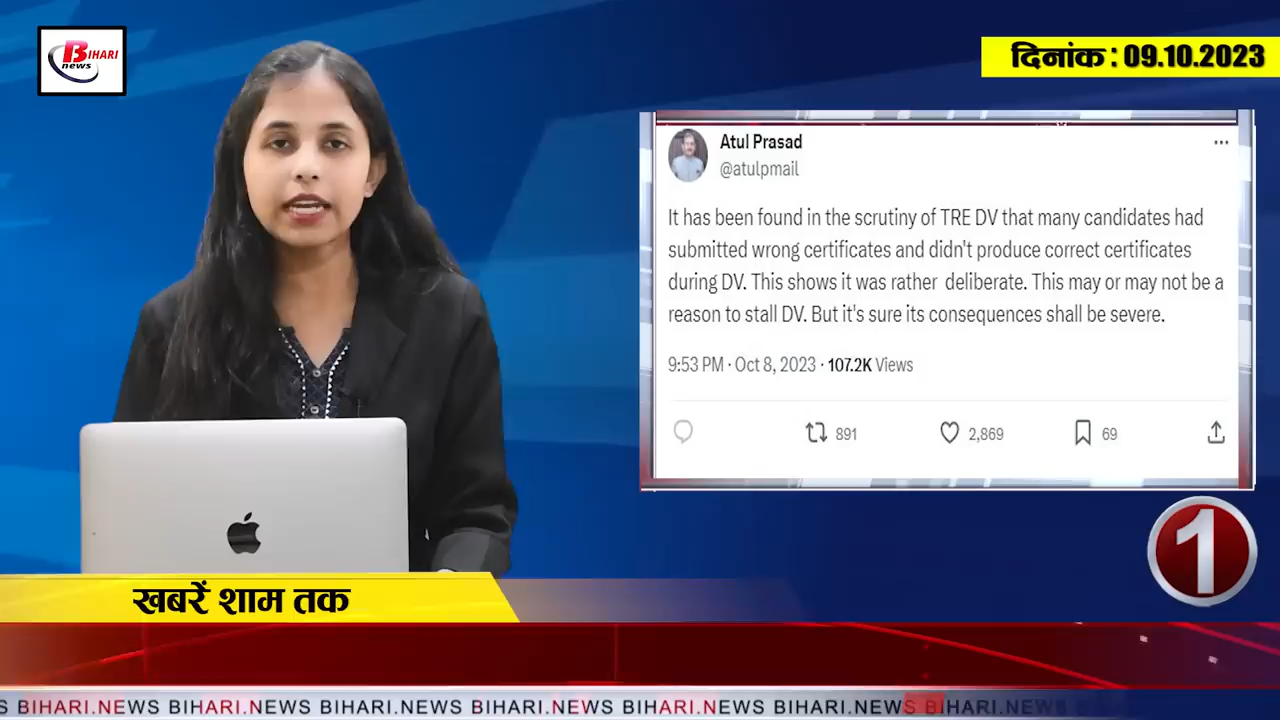 BIHARI
news
दिनांक : 09.10.2023
Atul Prasad
@atulpmail
It has been found in the scrutiny of TRE DV that many candidates had
submitted wrong certificates and didn't produce correct certificates
during DV. This shows it was rather deliberate. This may or may not be a
reason to stall DV. But it's sure its consequences shall be severe.
9:53 PM · Oct 8, 2023 · 107.2K Views
891
2,869
69
1
खबरें शाम तक
S BIHARI.NEWS BIHARI.NEWS BIHARI.NEWS BIHARI.NEWS BIHARI.NEWS BIHARI.NEWS BIHARI.NEWS BIHARI.NEWS B